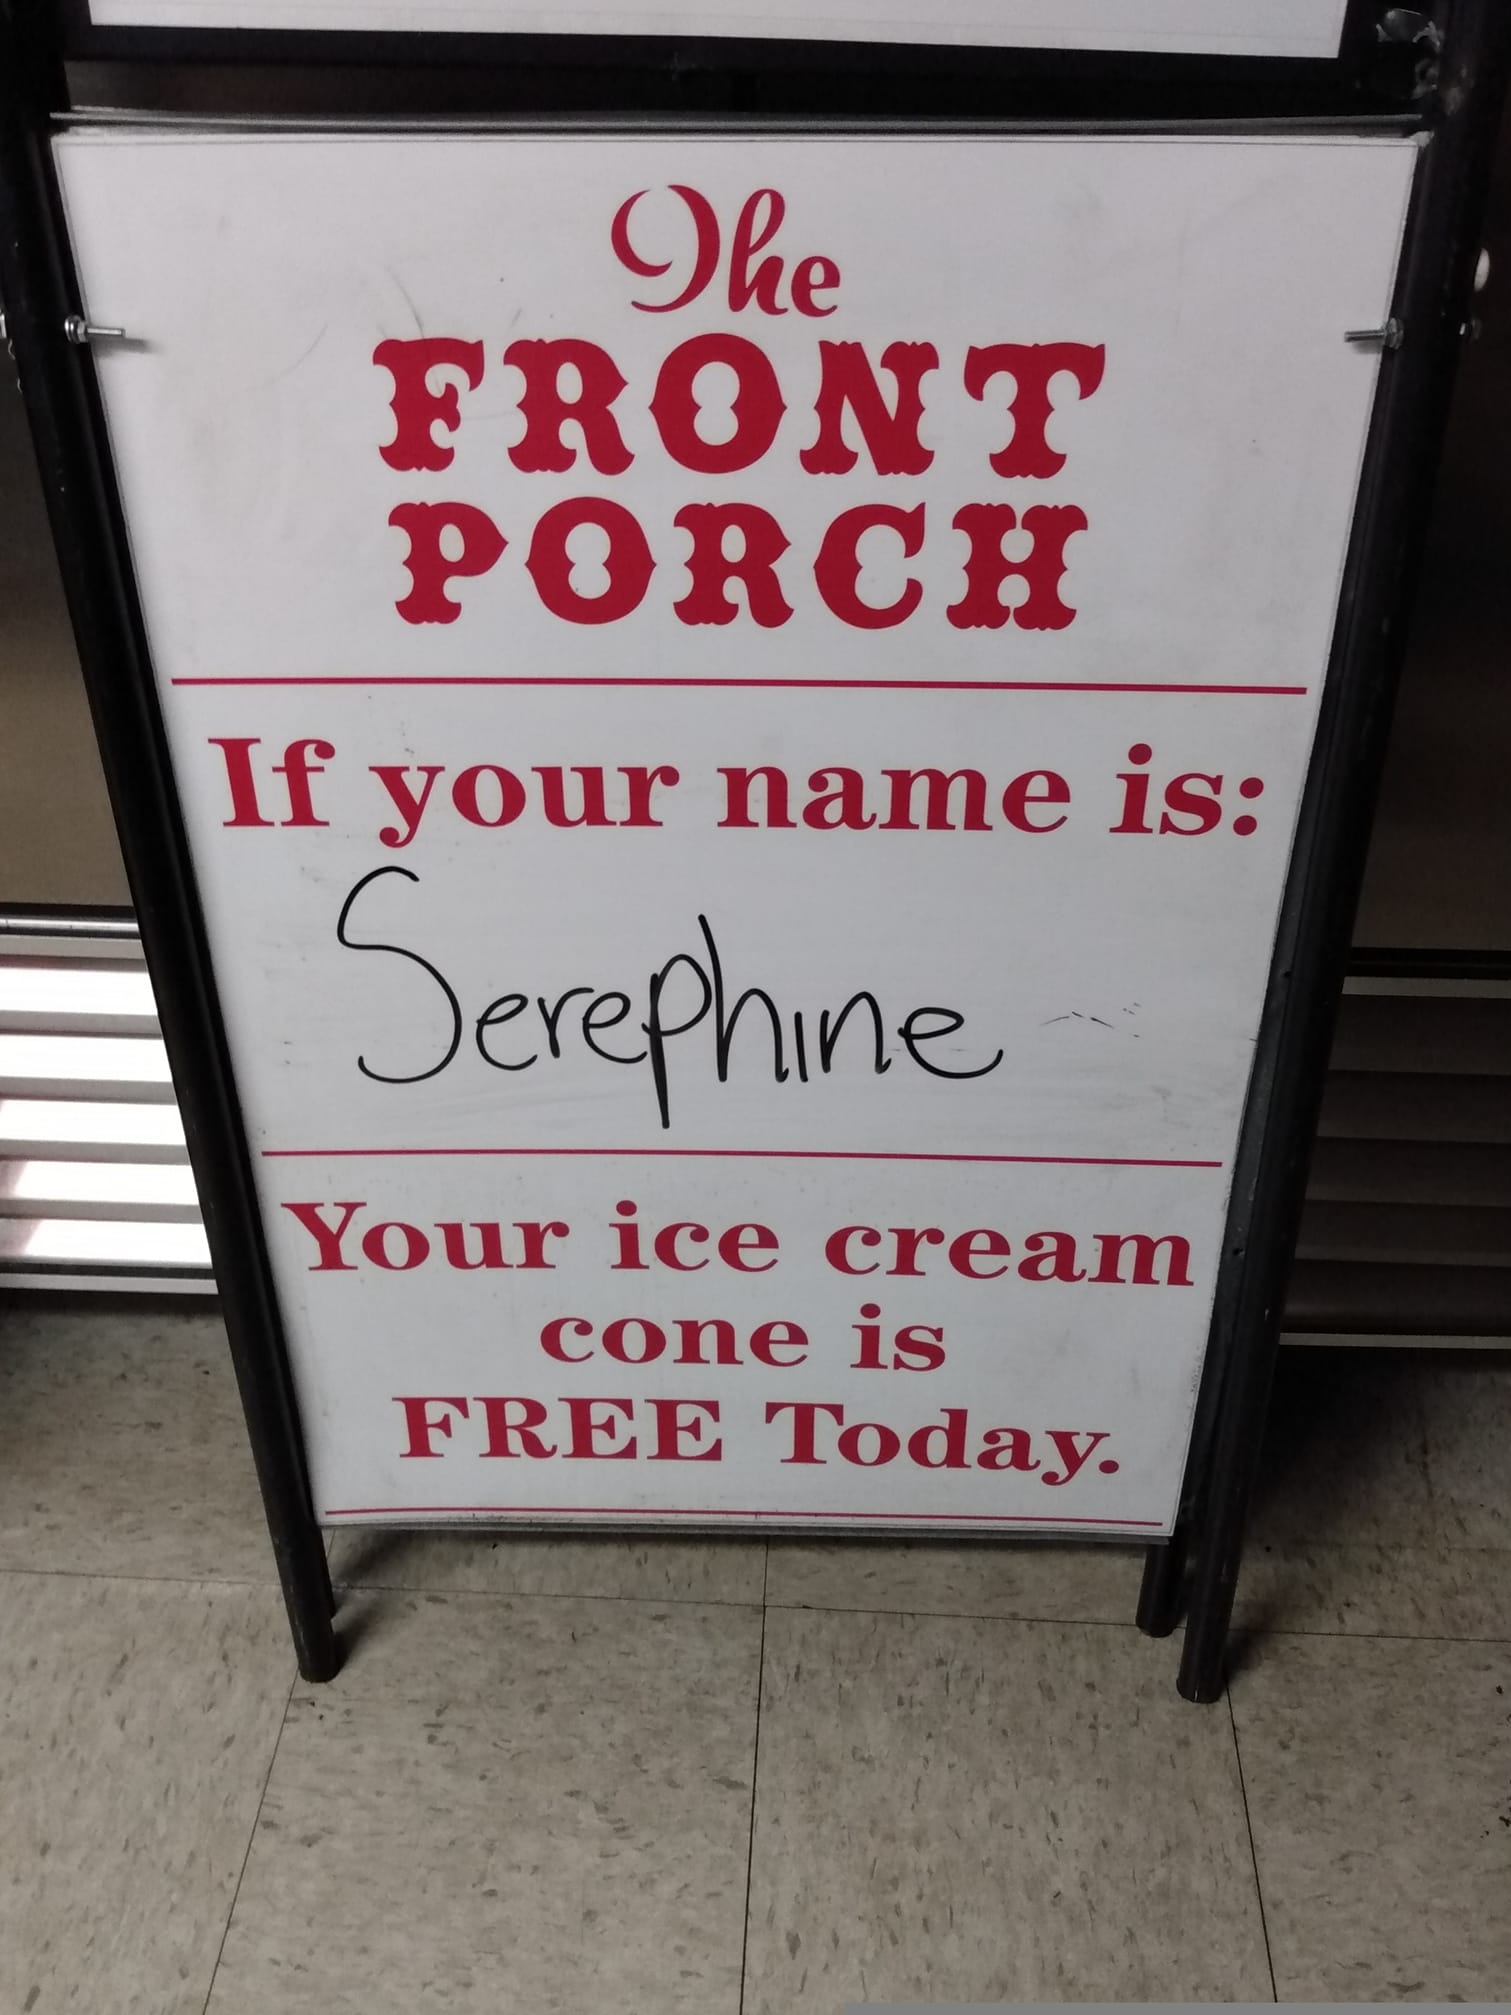 The
FRONT
PORCH
If your name is:
Serephine
Your ice cream
cone is
FREE Today.